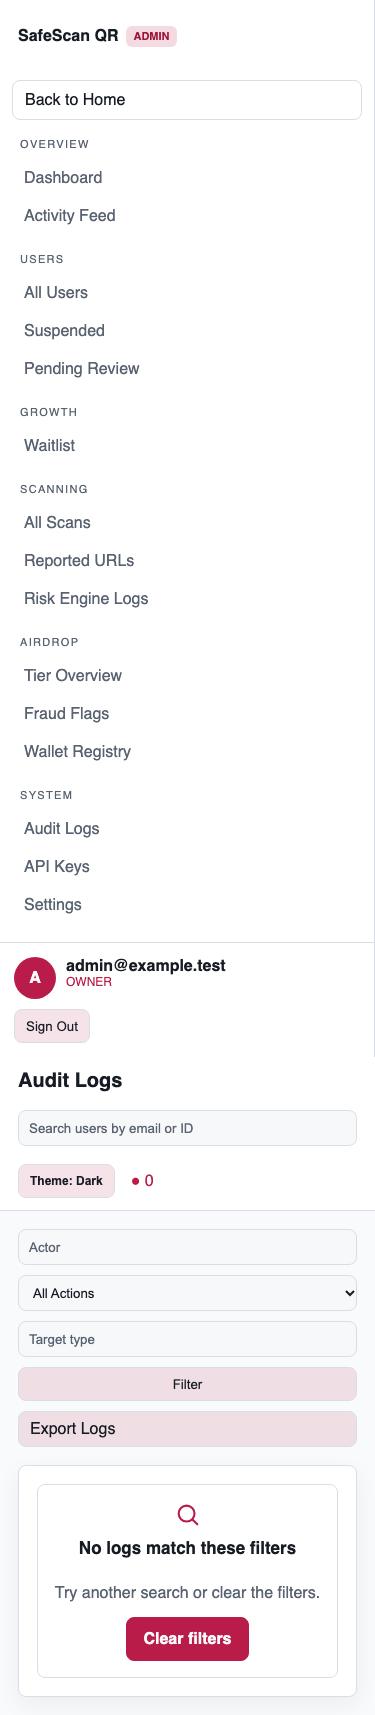 SafeScan QR ADMIN
Back to Home
OVERVIEW
Dashboard
Activity Feed
USERS
All Users
Suspended
Pending Review
GROWTH
Waitlist
SCANNING
All Scans
Reported URLs
Risk Engine Logs
AIRDROP
Tier Overview
Fraud Flags
Wallet Registry
SYSTEM
Audit Logs
API Keys
Settings
A
admin@example.test
OWNER
Sign Out
Audit Logs
Search users by email or ID
Theme: Dark 0
Actor
All Actions
Target type
Filter
Export Logs
No logs match these filters
Try another search or clear the filters.
Clear filters